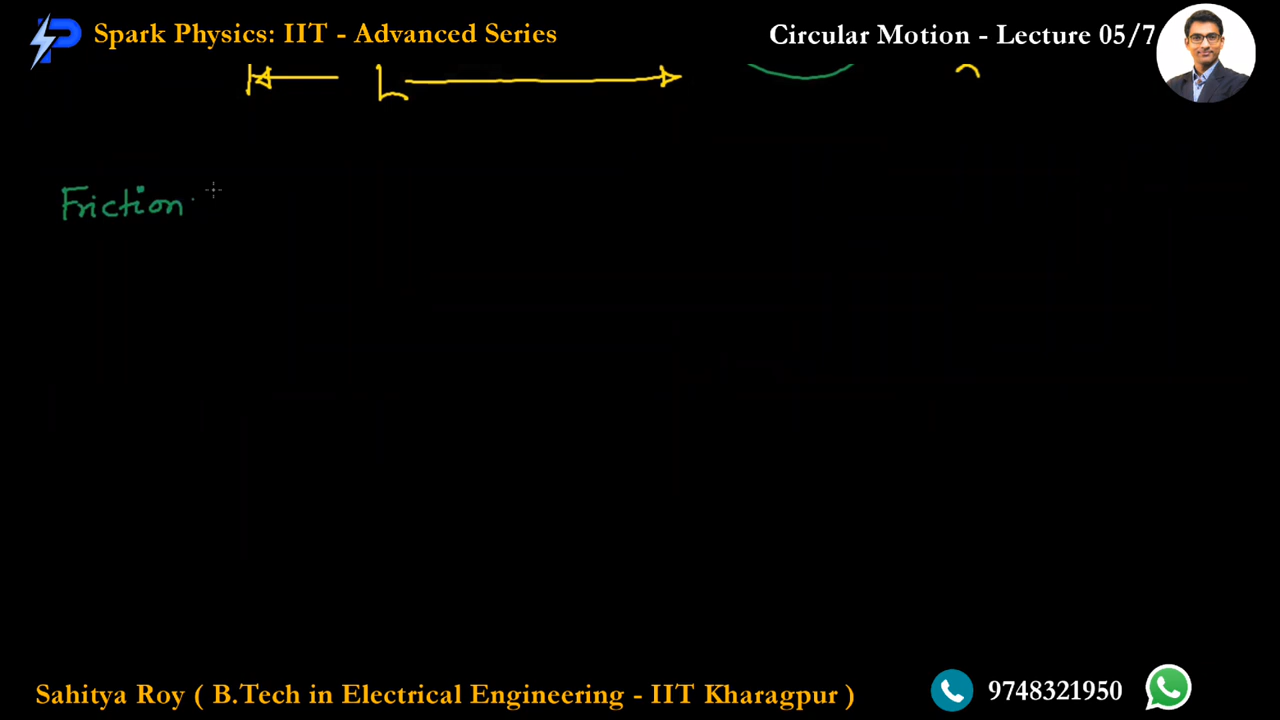 Spark Physics: IIT - Advanced Series
Circular Motion - Lecture 05/7
Friction
Sahitya Roy ( B.Tech in Electrical Engineering - IIT Kharagpur )
9748321950